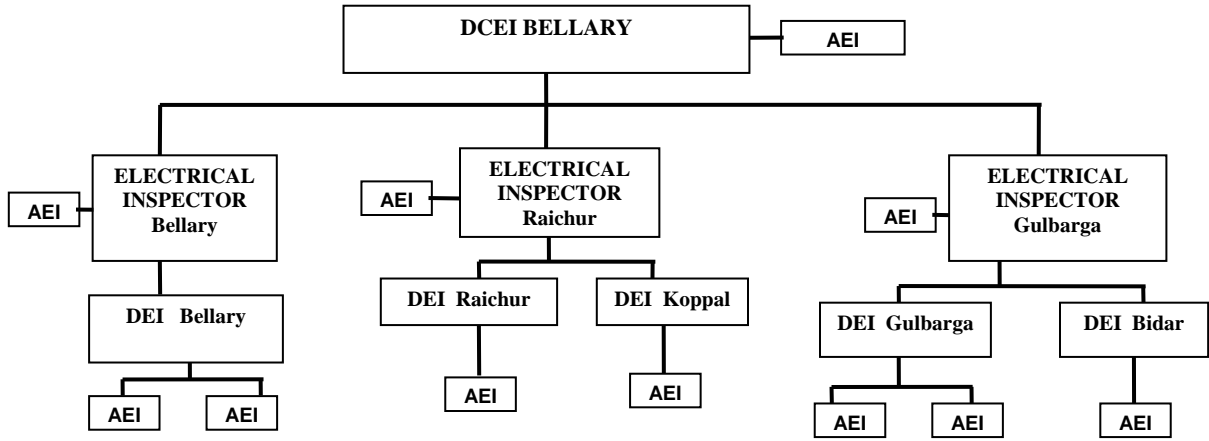 DCEI BELLARY
AEI
ELECTRICAL
INSPECTOR
Bellary
AEI
ELECTRICAL
INSPECTOR
Raichur
AEI
ELECTRICAL
INSPECTOR
Gulbarga
AEI
DEI Bellary
DEI Raichur
DEI Koppal
DEI Gulbarga
DEI Bidar
AEI
AEI
AEI
AEI
AEI
AEI
AEI